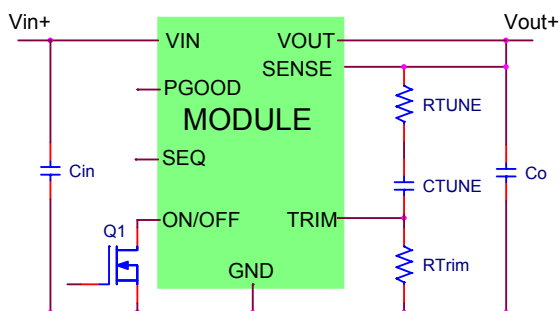 Vin+
Vout+
VIN
VOUT
SENSE
PGOOD
RTUNE
MODULE
SEQ
Cin
CTUNE
Co
ON/OFF
TRIM
Q1
RTrim
GND